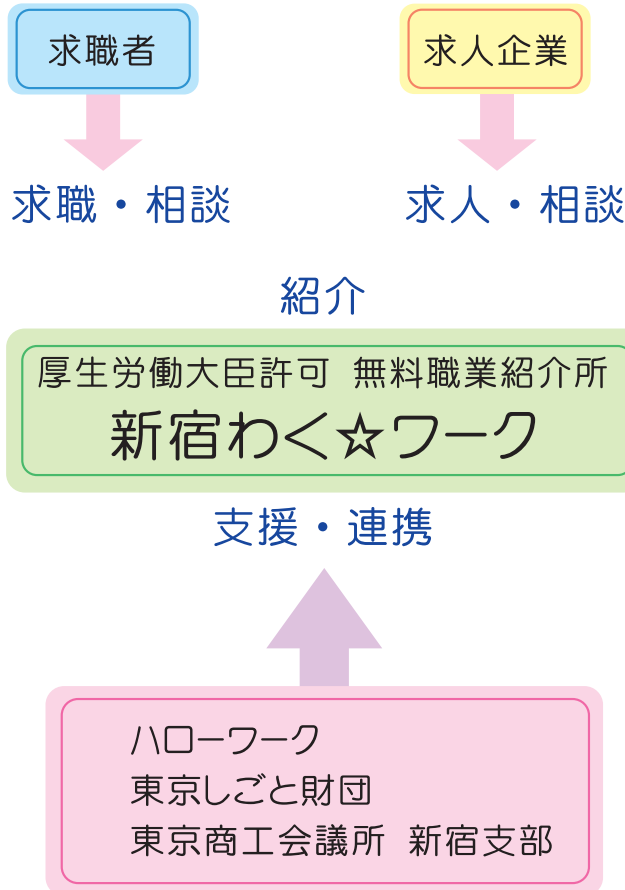 求職者
求人企業
求職・相談
求人・相談
紹介
厚生労働大臣許可 無料職業紹介所
新宿わく☆ワーク
支援・連携
ハローワーク
東京しごと財団
東京商工会議所 新宿支部